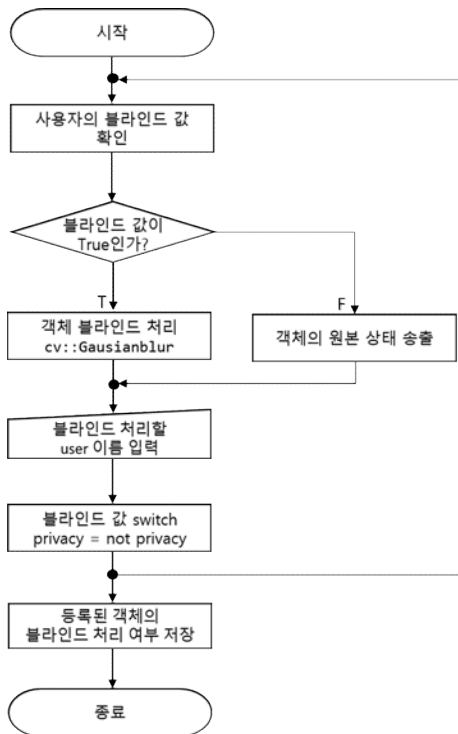 시작
사용자의 블라인드 값
확인
블라인드 값이
True인가?
T
F
객체 블라인드 처리
cv::Gausianblur
객체의 원본 상태 송출
블라인드 처리할
user 이름 입력
블라인드 값 switch
privacy = not privacy
등록된 객체의
블라인드 처리 여부 저장
종료